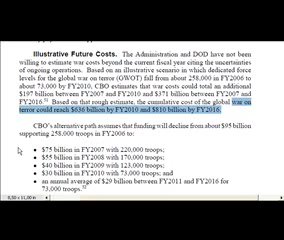 Illustrative Future Costs. The Administration and DOD have not been
willing to estimate war costs beyond the current fiscal year citing the uncertainties
of ongoing operations. Based on an illustrative scenario in which dedicated force
levels for the global war on terror (GWOT) fall from about 258,000 in FY2006 to
about 73,000 by FY2010, CBO estimates that war costs could total an additional
$197 billion between FY2007 and FY2010 and $371 billion between FY2007 and
FY2016.31 Based on that rough estimate, the cumulative cost of the global war on
terror could reach $636 billion by FY2010 and $810 billion by FY2016.
CBO's alternative path assumes that funding will decline from about $95 billion
supporting 258,000 troops in FY2006 to:
• $75 billion in FY2007 with 220,000 troops;
• $55 billion in FY2008 with 170,000 troops;
• $40 billion in FY2009 with 123,000 troops;
• $30 billion in FY2010 with 73,000 troops; and
• an annual average of $29 billion between FY2011 and FY2016 for
73,000 troops.32
8,50 x 11,00 in